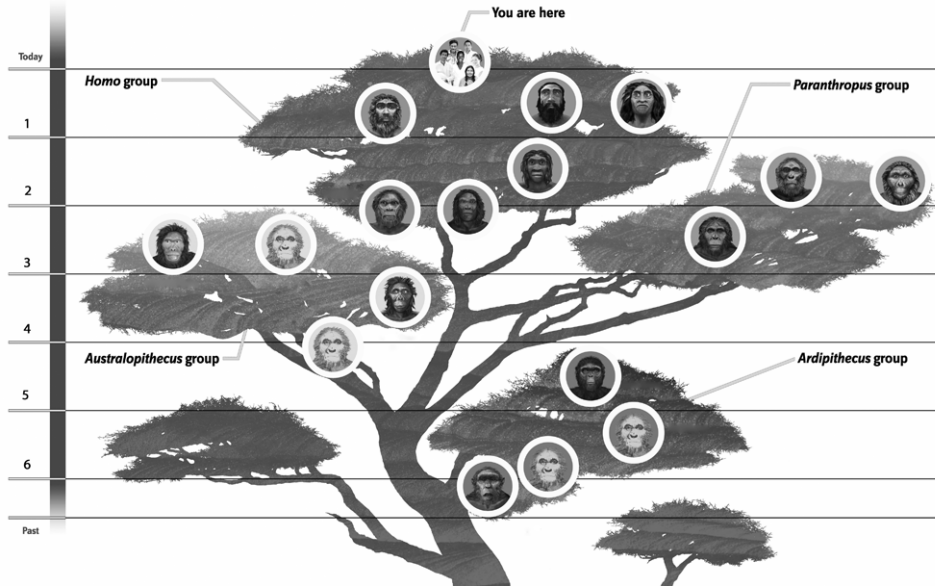 You are here
Today
Homo group
Paranthropus group
1
2
3
4
Australopithecus group
Ardipithecus group
5
6
Past